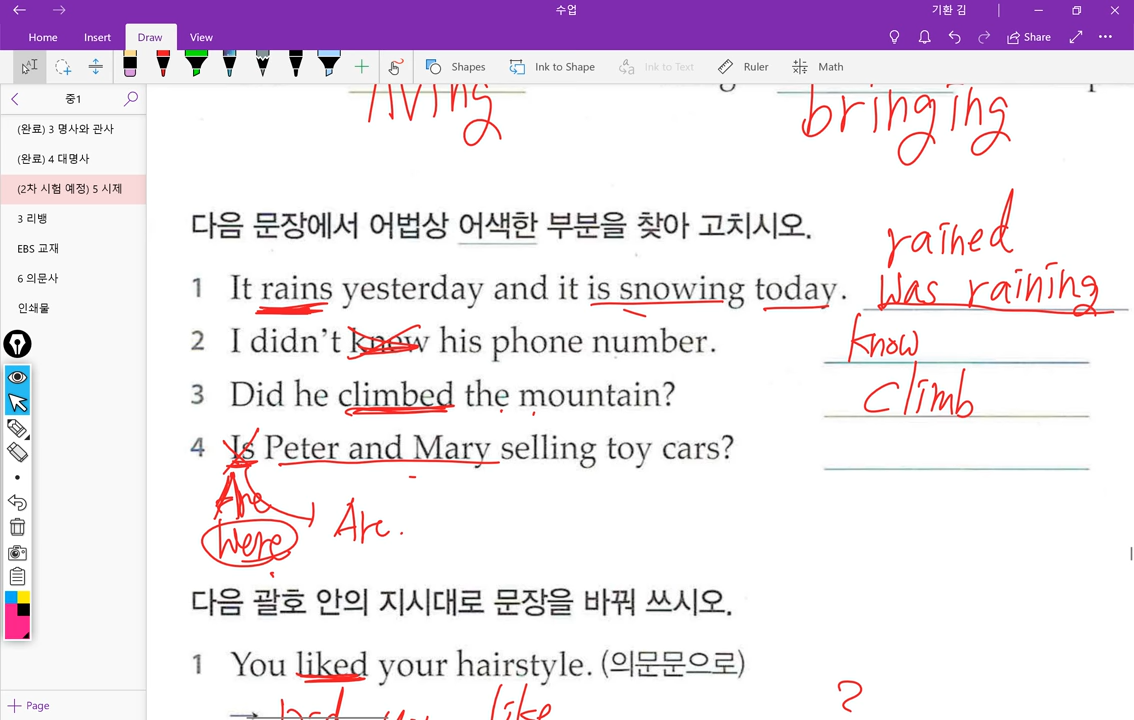 수업
기환 김
Home Insert Draw View
Share
Shapes Ink to Shape Ink to Text Ruler Math
중1
(완료) 3 명사와 관사
(완료) 4 대명사
(2차 시험 예정) 5 시제
3 리뱅
EBS 교재
6 의문사
인쇄물
Page
living bringing
다음 문장에서 어법상 어색한 부분을 찾아 고치시오.
rained
1 It rains yesterday and it is snowing today. was raining
2 I didn't knew his phone number. know
3 Did he climbed the mountain? climb
4 Is Peter and Mary selling toy cars?
Are
Were Are.
다음 괄호 안의 지시대로 문장을 바꿔 쓰시오.
1 You liked your hairstyle. (의문문으로)
→ you like ?